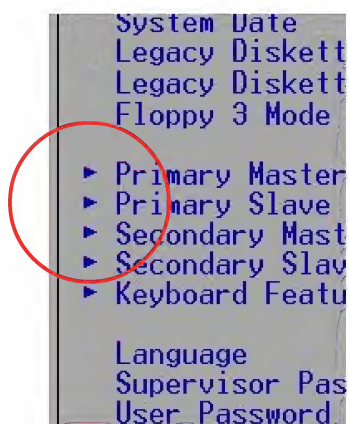 System Date
Legacy Diskett
Legacy Diskett
Floppy 3 Mode
Primary Master
Primary Slave
Secondary Mast
Secondary Slav
Keyboard Featu
Language
Supervisor Pas
User Password